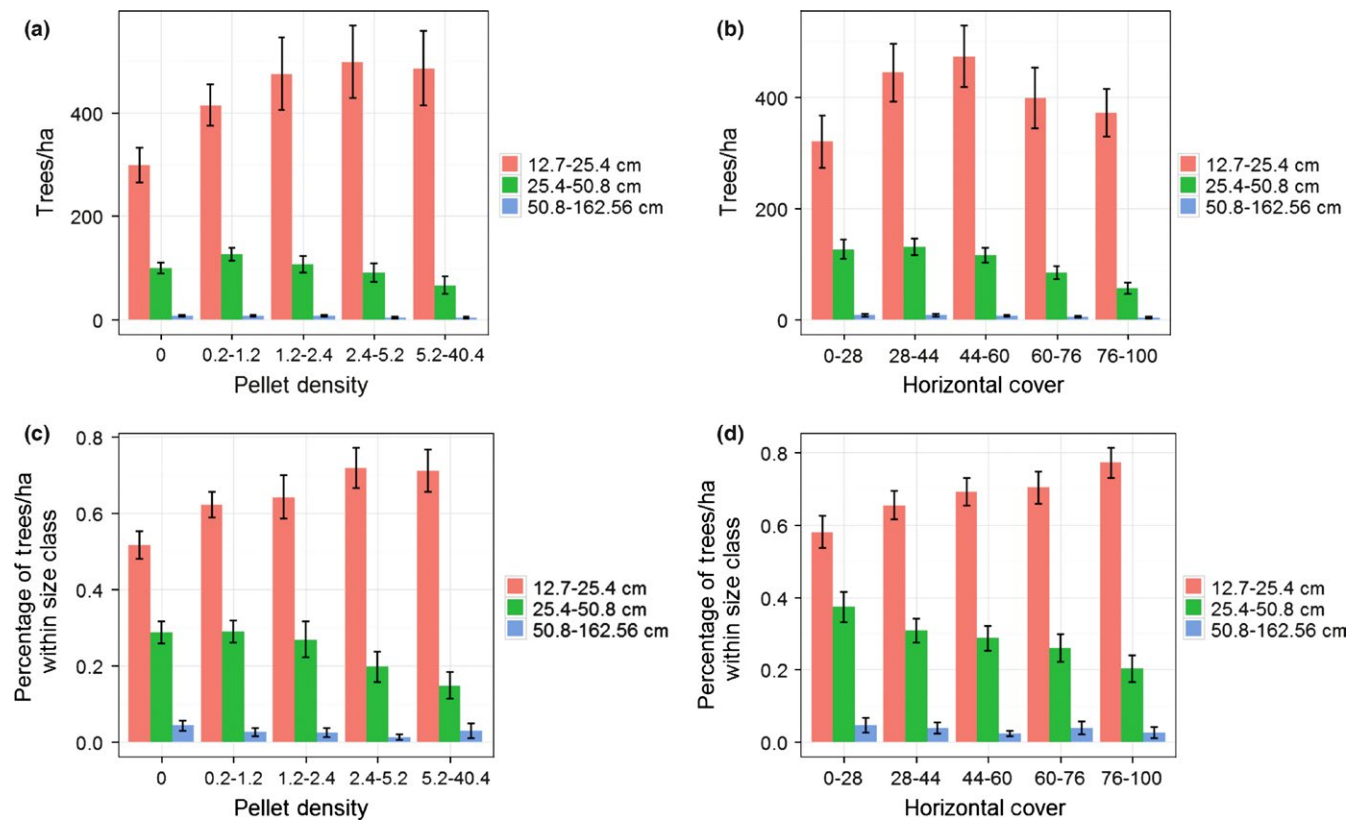 (a)
Trees/ha
400
200
0
0
0.2-1.2
1.2-2.4
2.4-5.2
5.2-40.4
Pellet density
12.7-25.4 cm
25.4-50.8 cm
50.8-162.56 cm
(b)
Trees/ha
400
200
0
0-28
28-44
44-60
60-76
76-100
Horizontal cover
12.7-25.4 cm
25.4-50.8 cm
50.8-162.56 cm
(c)
Percentage of trees/ha
within size class
0.8
0.6
0.4
0.2
0.0
0
0.2-1.2
1.2-2.4
2.4-5.2
5.2-40.4
Pellet density
12.7-25.4 cm
25.4-50.8 cm
50.8-162.56 cm
(d)
Percentage of trees/ha
within size class
0.8
0.6
0.4
0.2
0.0
0-28
28-44
44-60
60-76
76-100
Horizontal cover
12.7-25.4 cm
25.4-50.8 cm
50.8-162.56 cm